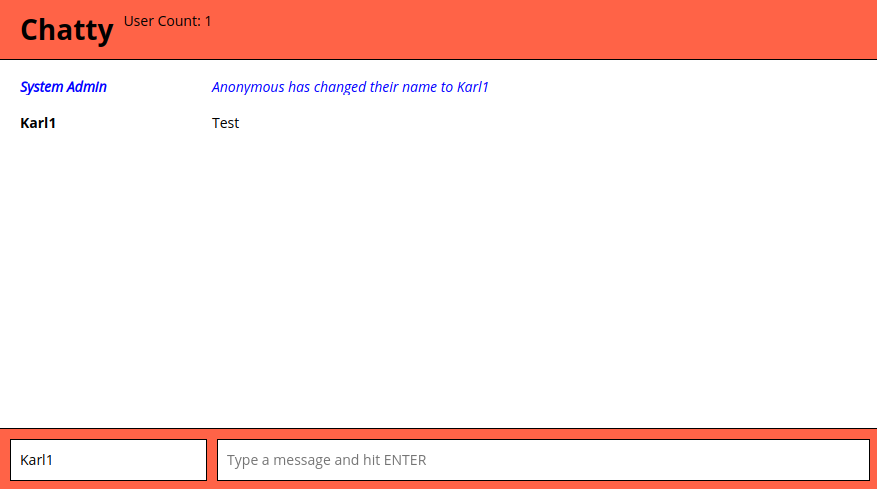 Chatty User Count: 1
System Admin Anonymous has changed their name to Karl1
Karl1 Test
Karl1 Type a message and hit ENTER